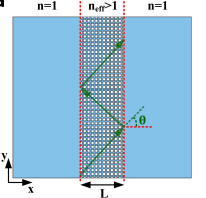 n=1 n_eff>1 n=1
θ
y
x
L